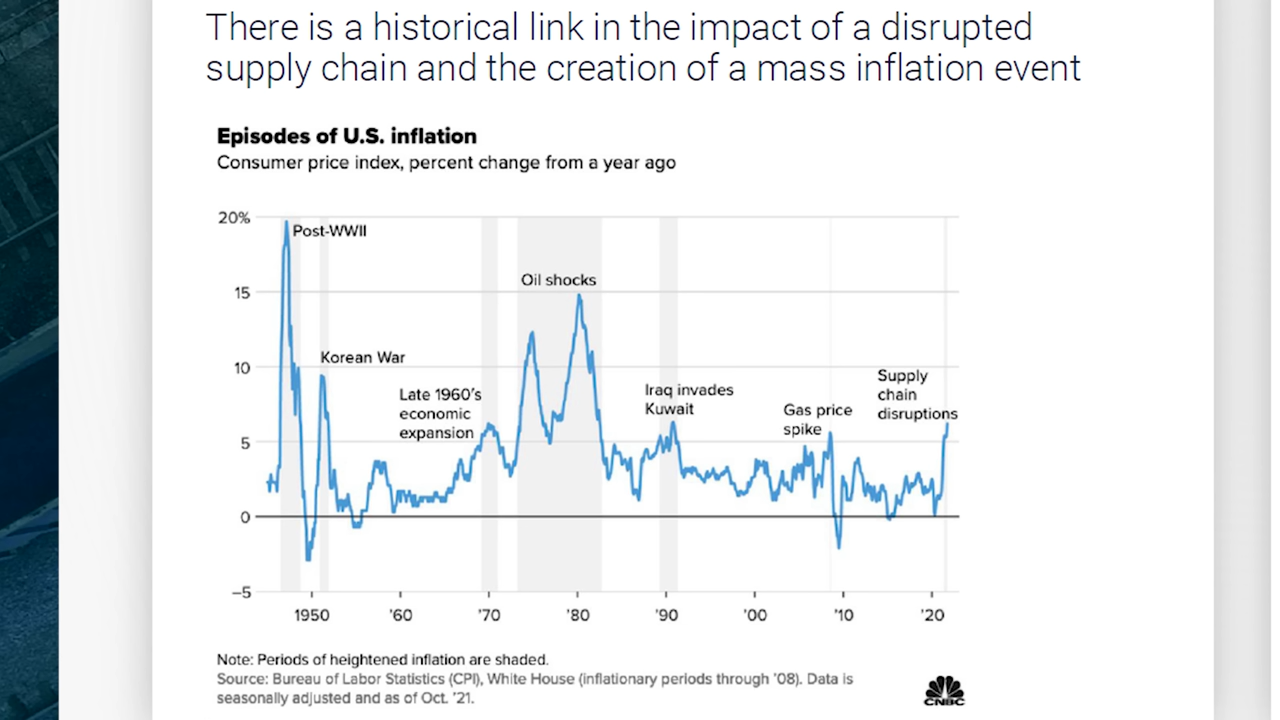 There is a historical link in the impact of a disrupted
supply chain and the creation of a mass inflation event
Episodes of U.S. inflation
Consumer price index, percent change from a year ago
20%
15
10
5
0
–5
Post-WWII
Korean War
Late 1960's
economic
expansion
Oil shocks
Iraq invades
Kuwait
Gas price
spike
Supply
chain
disruptions
1950 '60 '70 '80 '90 '00 '10 '20
Note: Periods of heightened inflation are shaded.
Source: Bureau of Labor Statistics (CPI), White House (inflationary periods through '08). Data is
seasonally adjusted and as of Oct. '21.
CNBC